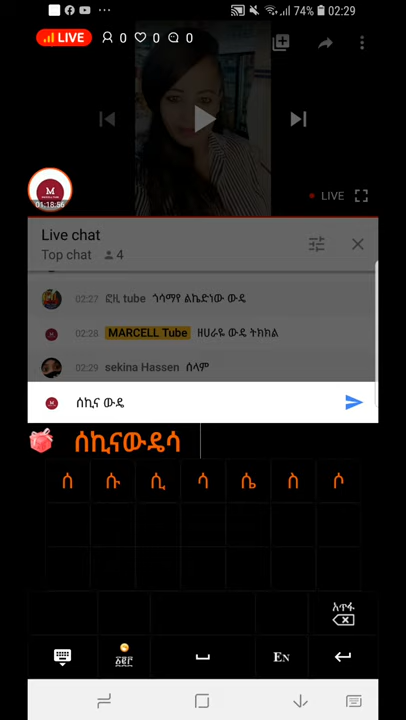 74% 02:29
LIVE 0 0 0
M
01:18:56
LIVE
Live chat
Top chat 4
02:27 ፎዚ tube ጎሳማየ ልኬድነው ውዴ
02:28 MARCELL Tube ዘሀራዬ ውዴ ትክክል
02:29 sekina Hassen ሰላም
ሰኪና ውዴ
ሰኪናውዴሳ
ሰ ሱ ሲ ሳ ሴ ስ ሶ
አጥፋ
EN